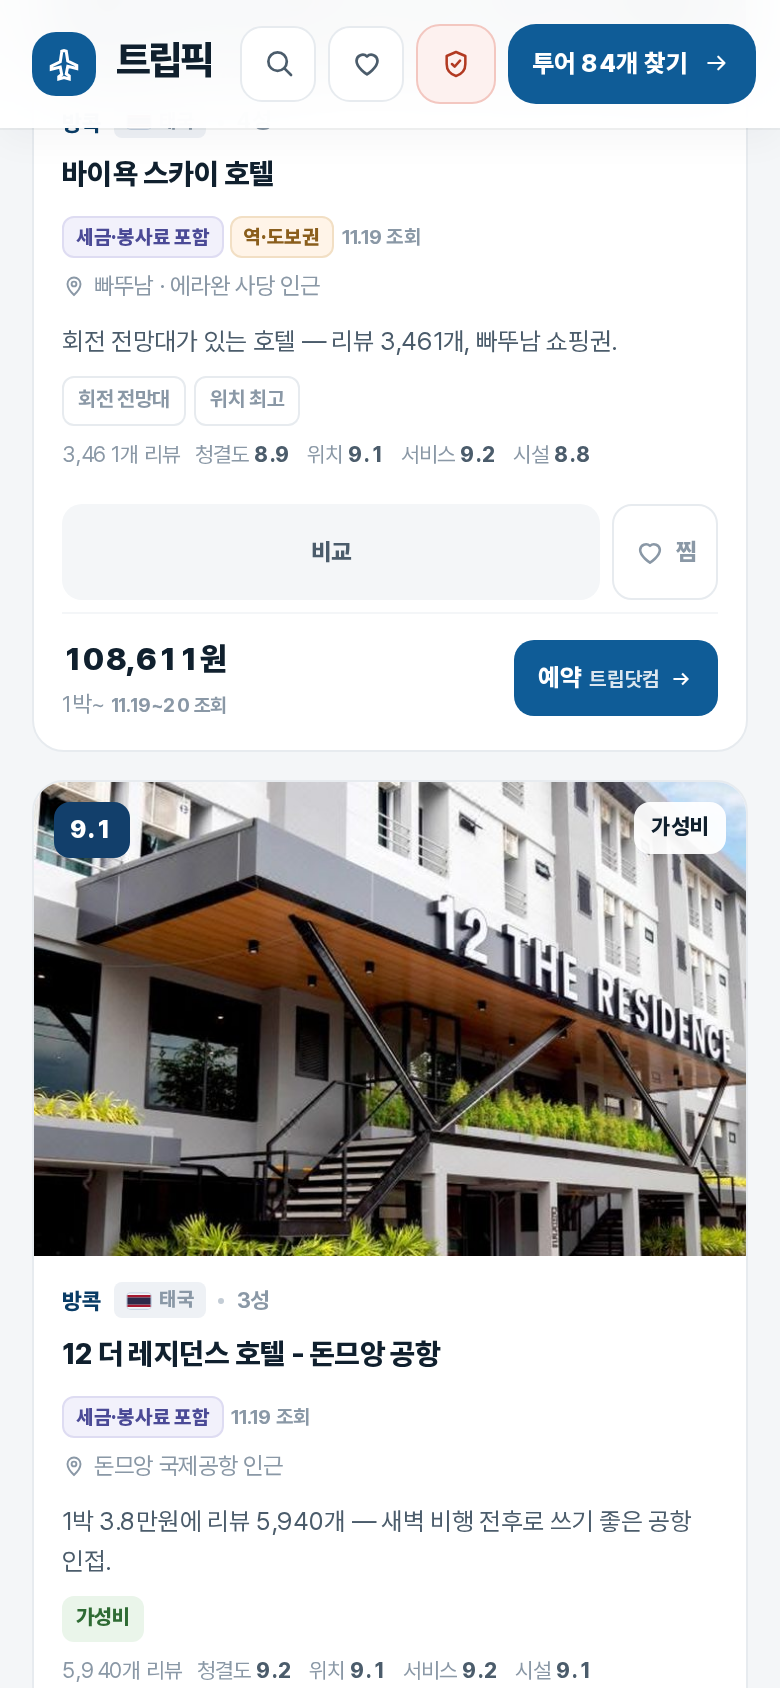 트립픽
투어 84개 찾기 →
방콕 태국
바이욕 스카이 호텔
세금·봉사료 포함 역·도보권 11.19 조회
빠뚜남 · 에라완 사당 인근
회전 전망대가 있는 호텔 — 리뷰 3,461개, 빠뚜남 쇼핑권.
회전 전망대 위치 최고
3,461개 리뷰 청결도 8.9 위치 9.1 서비스 9.2 시설 8.8
비교 찜
108,611원
1박~ 11.19~20 조회
예약 트립닷컴 →
9.1 가성비
12 THE RESIDENCE
방콕 태국 • 3성
12 더 레지던스 호텔 - 돈므앙 공항
세금·봉사료 포함 11.19 조회
돈므앙 국제공항 인근
1박 3.8만원에 리뷰 5,940개 — 새벽 비행 전후로 쓰기 좋은 공항
인접.
가성비
5,940개 리뷰 청결도 9.2 위치 9.1 서비스 9.2 시설 9.1